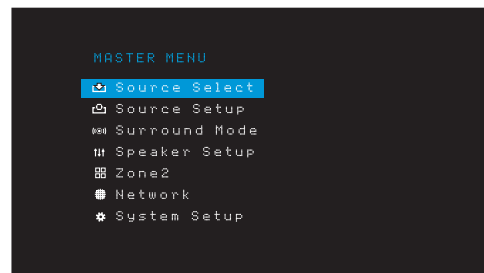 MASTER MENU
Source Select
Source Setup
Surround Mode
Speaker Setup
Zone2
Network
System Setup